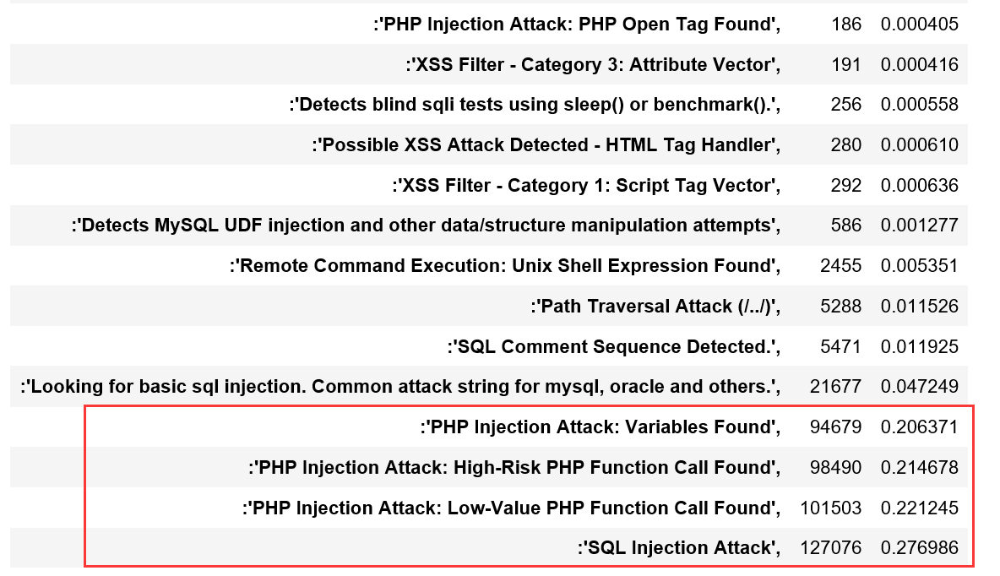 :'PHP Injection Attack: PHP Open Tag Found', 186 0.000405
:'XSS Filter - Category 3: Attribute Vector', 191 0.000416
:'Detects blind sqli tests using sleep() or benchmark().', 256 0.000558
:'Possible XSS Attack Detected - HTML Tag Handler', 280 0.000610
:'XSS Filter - Category 1: Script Tag Vector', 292 0.000636
:'Detects MySQL UDF injection and other data/structure manipulation attempts', 586 0.001277
:'Remote Command Execution: Unix Shell Expression Found', 2455 0.005351
:'Path Traversal Attack (/../)', 5288 0.011526
:'SQL Comment Sequence Detected.', 5471 0.011925
:'Looking for basic sql injection. Common attack string for mysql, oracle and others.', 21677 0.047249
:'PHP Injection Attack: Variables Found', 94679 0.206371
:'PHP Injection Attack: High-Risk PHP Function Call Found', 98490 0.214678
:'PHP Injection Attack: Low-Value PHP Function Call Found', 101503 0.221245
:'SQL Injection Attack', 127076 0.276986